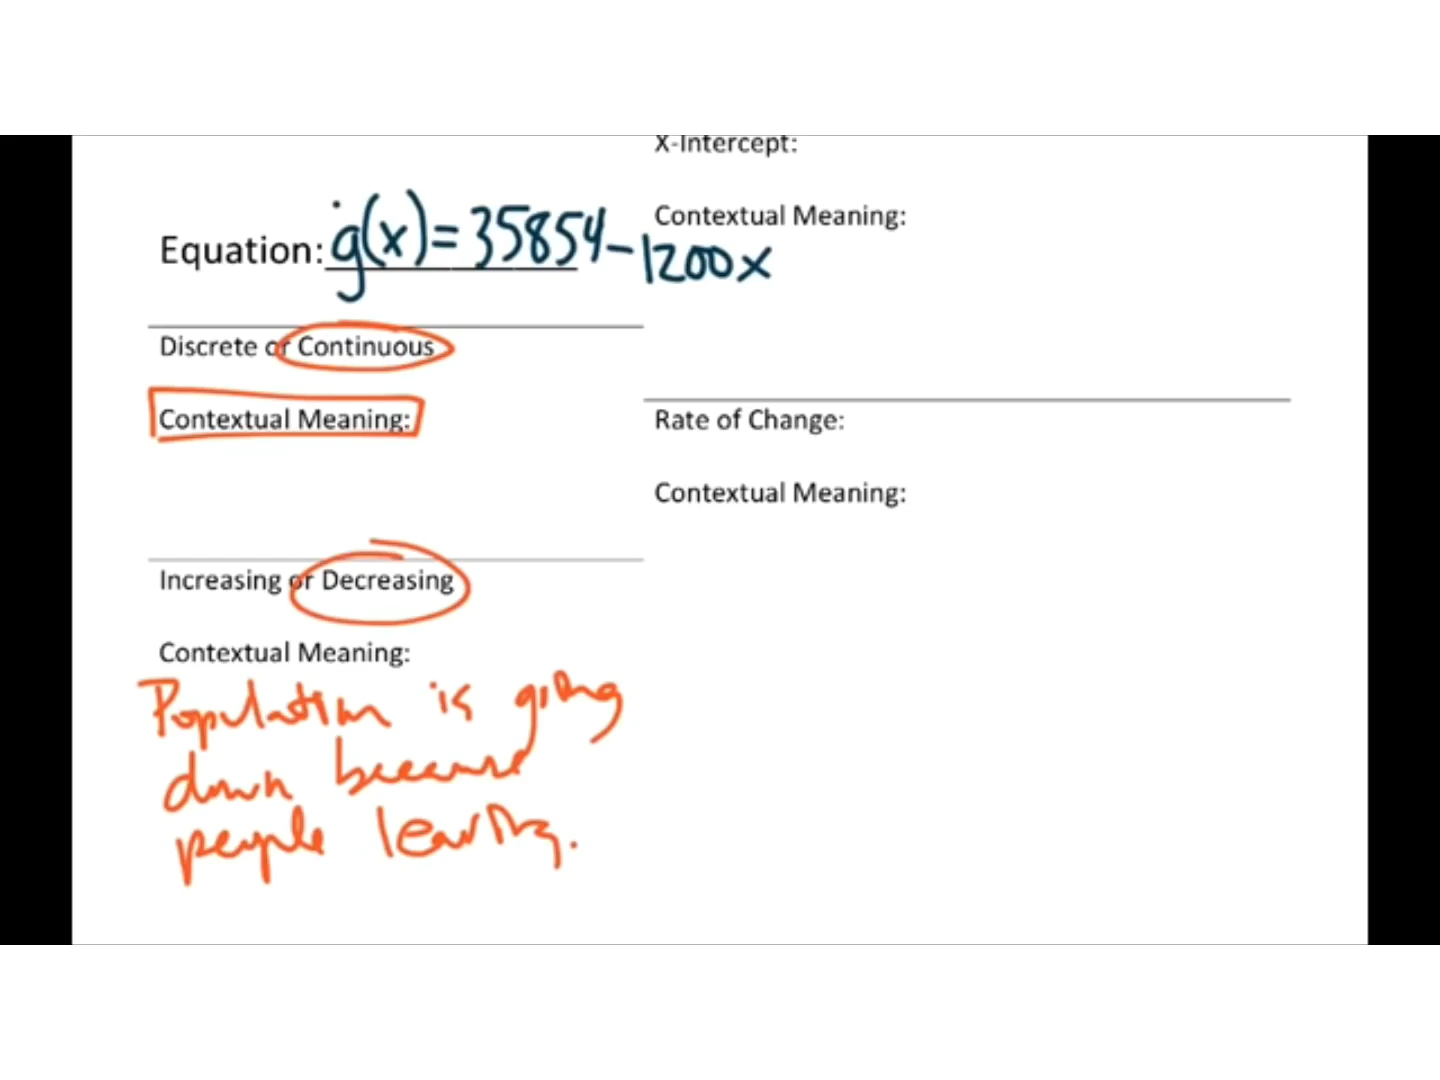 X-Intercept:
Contextual Meaning:
Equation: g(x) = 35854 - 1200x
Discrete or Continuous
Contextual Meaning:
Rate of Change:
Contextual Meaning:
Increasing or Decreasing
Contextual Meaning:
Population is going
down because
people leaving.